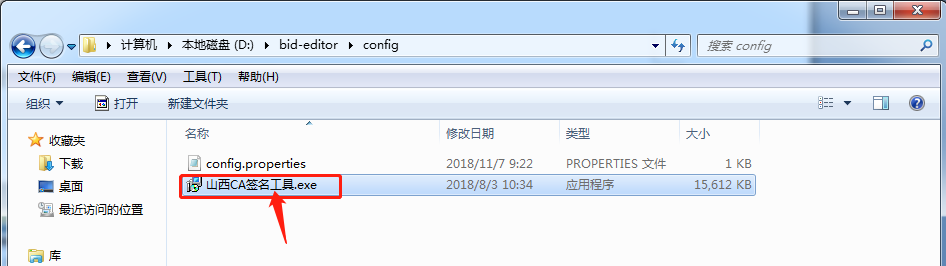 计算机 ▸ 本地磁盘 (D:) ▸ bid-editor ▸ config 搜索 config
文件(F) 编辑(E) 查看(V) 工具(T) 帮助(H)
组织 打开 新建文件夹
名称 修改日期 类型 大小
收藏夹
下载
桌面
最近访问的位置
库
config.properties 2018/11/7 9:22 PROPERTIES 文件 1 KB
山西CA签名工具.exe 2018/8/3 10:34 应用程序 15,612 KB